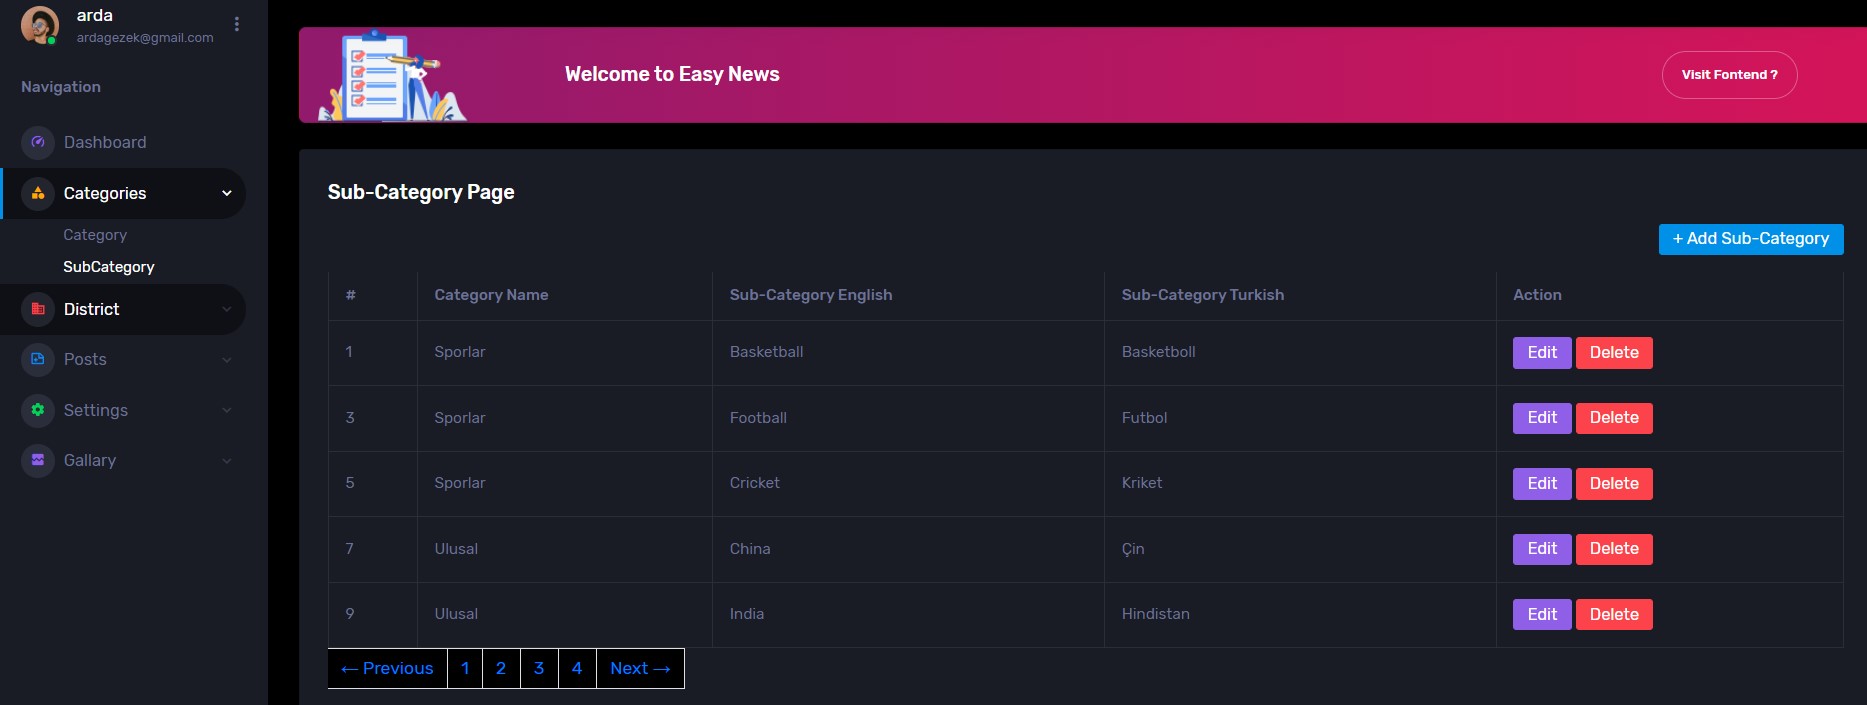 arda
ardagezek@gmail.com
Navigation
Dashboard
Categories
Category
SubCategory
District
Posts
Settings
Gallary
Welcome to Easy News
Visit Fontend ?
Sub-Category Page
+ Add Sub-Category
# Category Name Sub-Category English Sub-Category Turkish Action
1 Sporlar Basketball Basketboll Edit Delete
3 Sporlar Football Futbol Edit Delete
5 Sporlar Cricket Kriket Edit Delete
7 Ulusal China Çin Edit Delete
9 Ulusal India Hindistan Edit Delete
← Previous 1 2 3 4 Next →